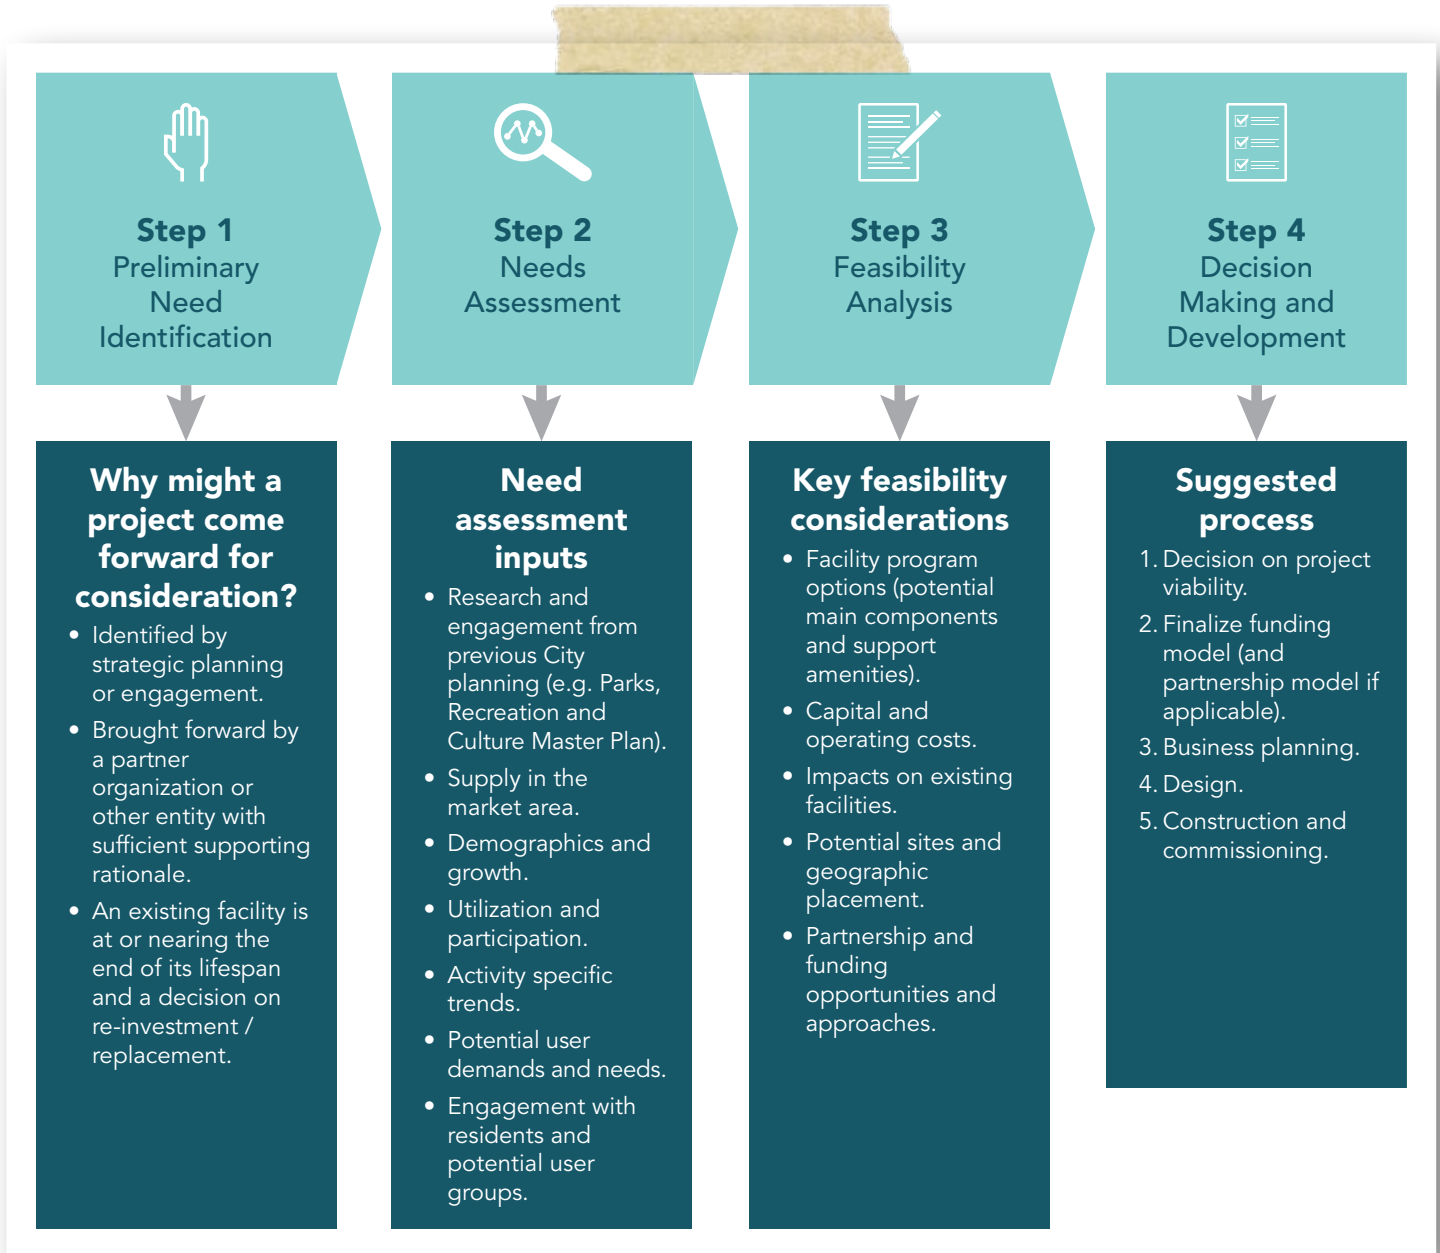 Step 1
Preliminary
Need
Identification
Step 2
Needs
Assessment
Step 3
Feasibility
Analysis
Step 4
Decision
Making and
Development
Why might a
project come
forward for
consideration?
• Identified by
strategic planning
or engagement.
• Brought forward by
a partner
organization or
other entity with
sufficient supporting
rationale.
• An existing facility is
at or nearing the
end of its lifespan
and a decision on
re-investment /
replacement.
Need
assessment
inputs
• Research and
engagement from
previous City
planning (e.g. Parks,
Recreation and
Culture Master Plan).
• Supply in the
market area.
• Demographics and
growth.
• Utilization and
participation.
• Activity specific
trends.
• Potential user
demands and needs.
• Engagement with
residents and
potential user
groups.
Key feasibility
considerations
• Facility program
options (potential
main components
and support
amenities).
• Capital and
operating costs.
• Impacts on existing
facilities.
• Potential sites and
geographic
placement.
• Partnership and
funding
opportunities and
approaches.
Suggested
process
1. Decision on project
viability.
2. Finalize funding
model (and
partnership model if
applicable).
3. Business planning.
4. Design.
5. Construction and
commissioning.